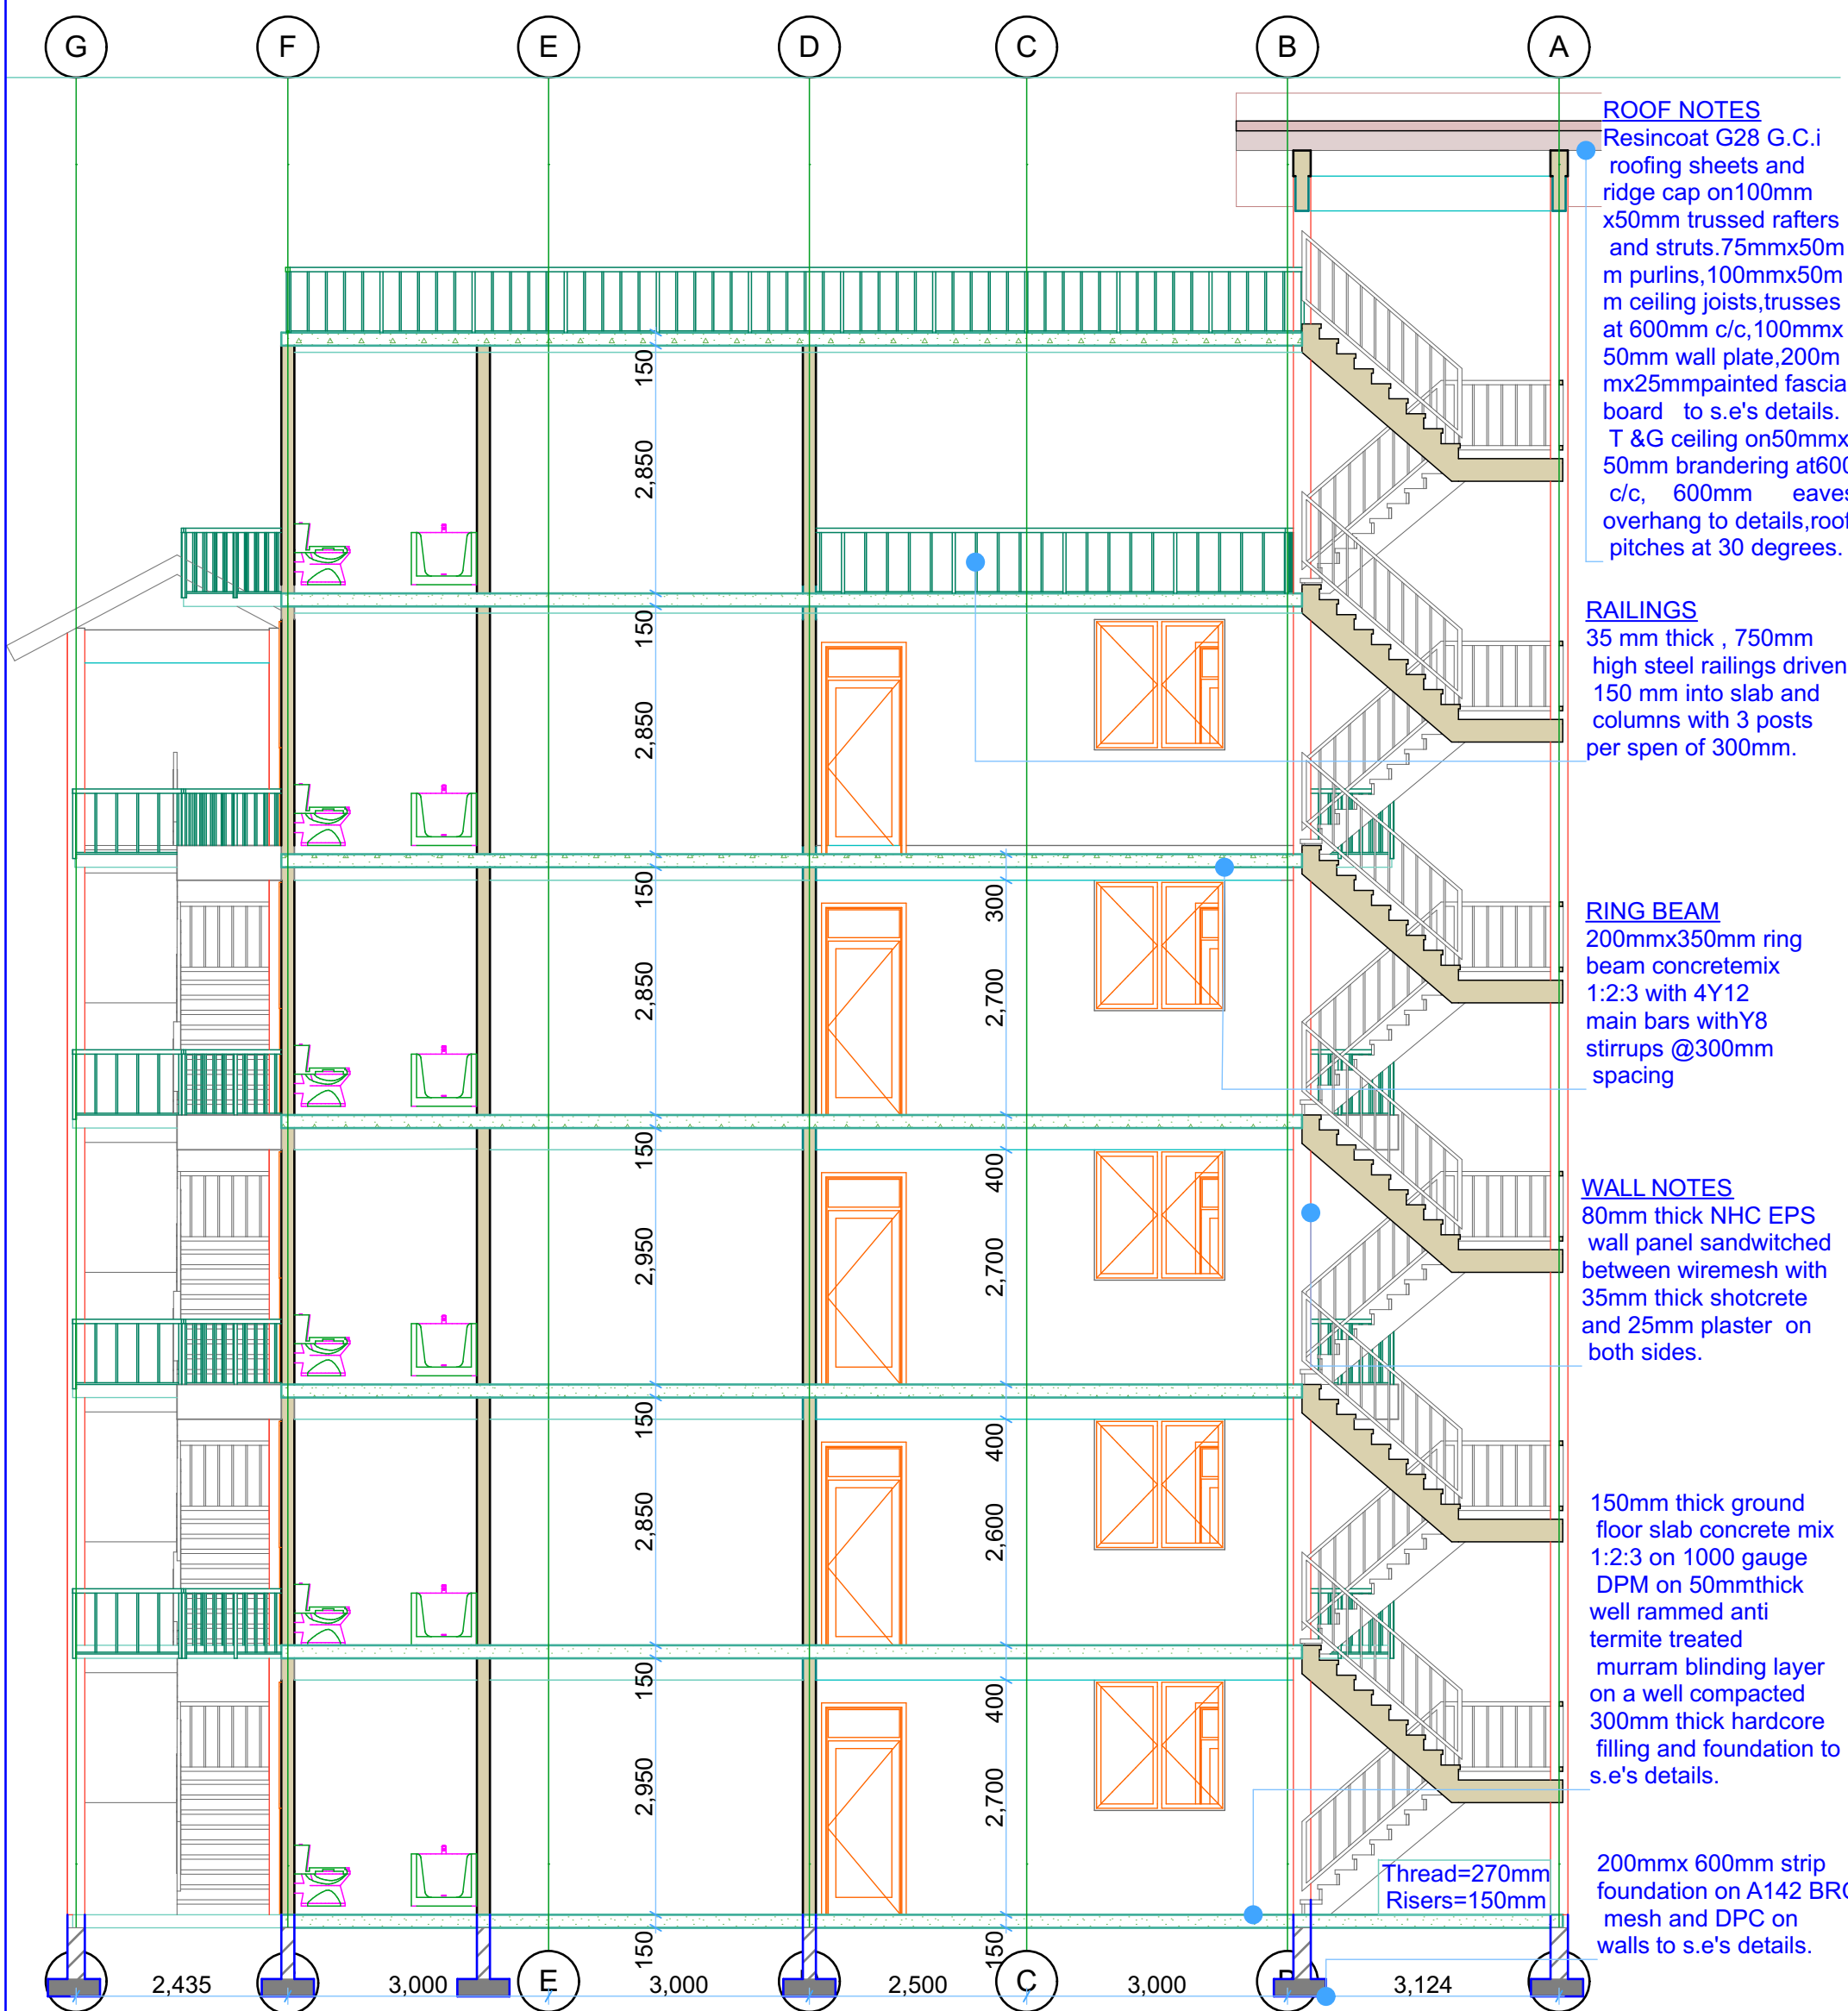 G F E D C B A
ROOF NOTES
Resincoat G28 G.C.i
roofing sheets and
ridge cap on100mm
x50mm trussed rafters
and struts.75mmx50m
m purlins,100mmx50m
m ceiling joists,trusses
at 600mm c/c,100mmx
50mm wall plate,200m
mx25mmpainted fascia
board to s.e's details.
T &G ceiling on50mmx
50mm brandering at600
c/c, 600mm eaves
overhang to details,roof
pitches at 30 degrees.
RAILINGS
35 mm thick , 750mm
high steel railings driven
150 mm into slab and
columns with 3 posts
per spen of 300mm.
RING BEAM
200mmx350mm ring
beam concretemix
1:2:3 with 4Y12
main bars withY8
stirrups @300mm
spacing
WALL NOTES
80mm thick NHC EPS
wall panel sandwitched
between wiremesh with
35mm thick shotcrete
and 25mm plaster on
both sides.
150mm thick ground
floor slab concrete mix
1:2:3 on 1000 gauge
DPM on 50mmthick
well rammed anti
termite treated
murram blinding layer
on a well compacted
300mm thick hardcore
filling and foundation to
s.e's details.
200mmx 600mm strip
foundation on A142 BRC
mesh and DPC on
walls to s.e's details.
150
2,850
150
2,850
150
2,850
150
2,950
150
2,850
150
2,950
150
300
2,700
400
2,700
400
2,600
400
2,700
150
Thread=270mm
Risers=150mm
E C
2,435 3,000 3,000 2,500 3,000 3,124